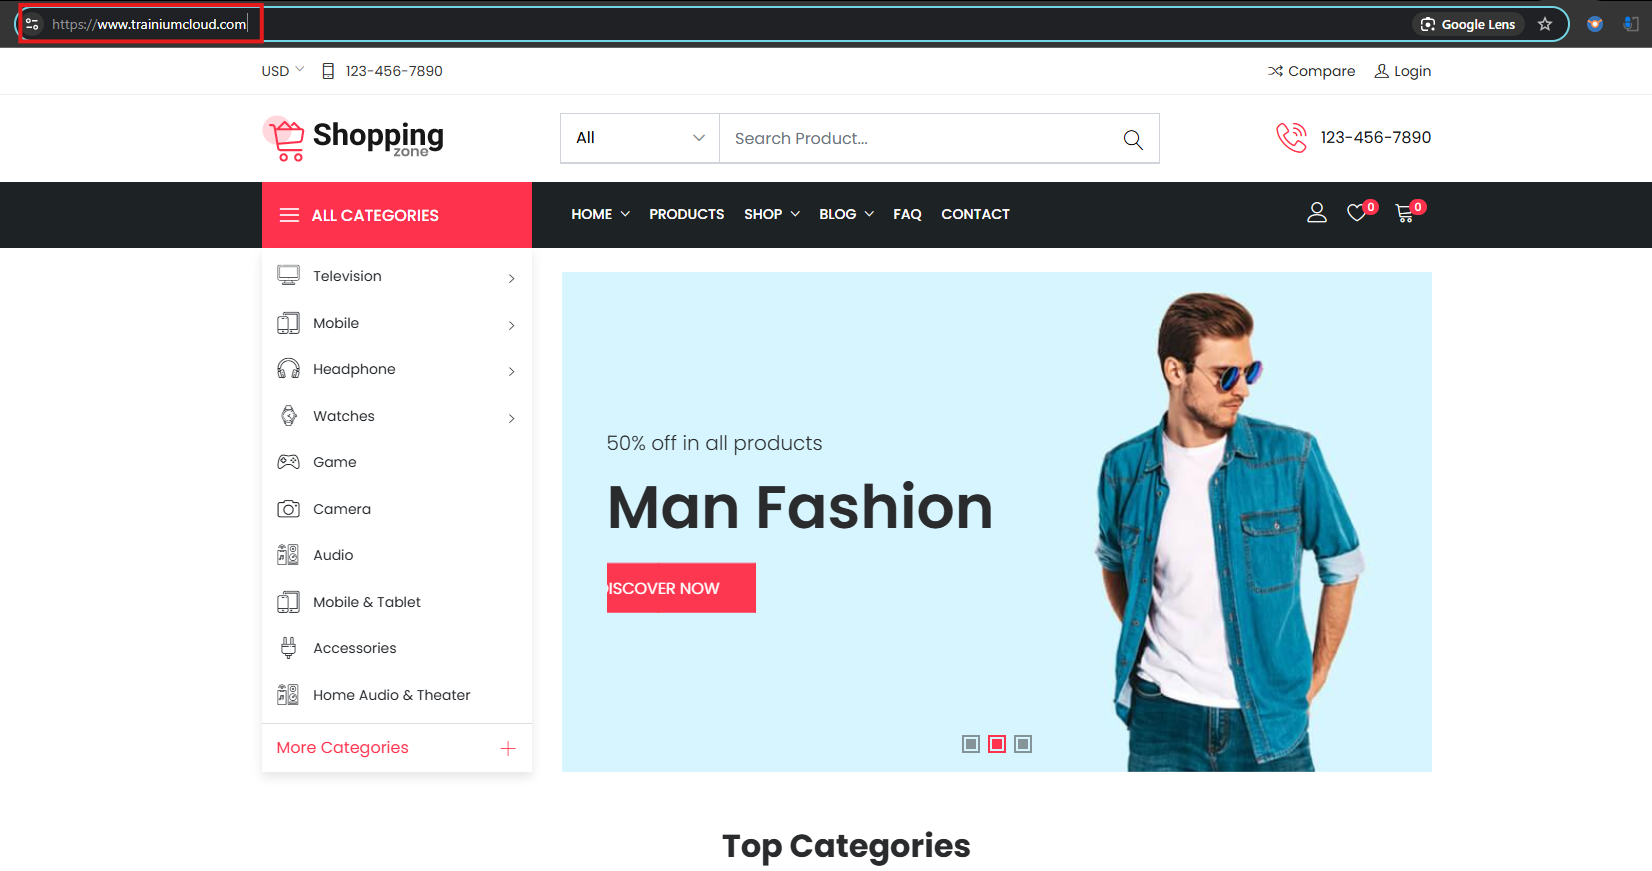 https://www.trainiumcloud.com
Google Lens
USD
123-456-7890
Compare
Login
Shopping
zone
All
Search Product...
123-456-7890
ALL CATEGORIES
HOME
PRODUCTS
SHOP
BLOG
FAQ
CONTACT
0
0
Television
Mobile
Headphone
Watches
Game
Camera
Audio
Mobile & Tablet
Accessories
Home Audio & Theater
More Categories
50% off in all products
Man Fashion
DISCOVER NOW
Top Categories